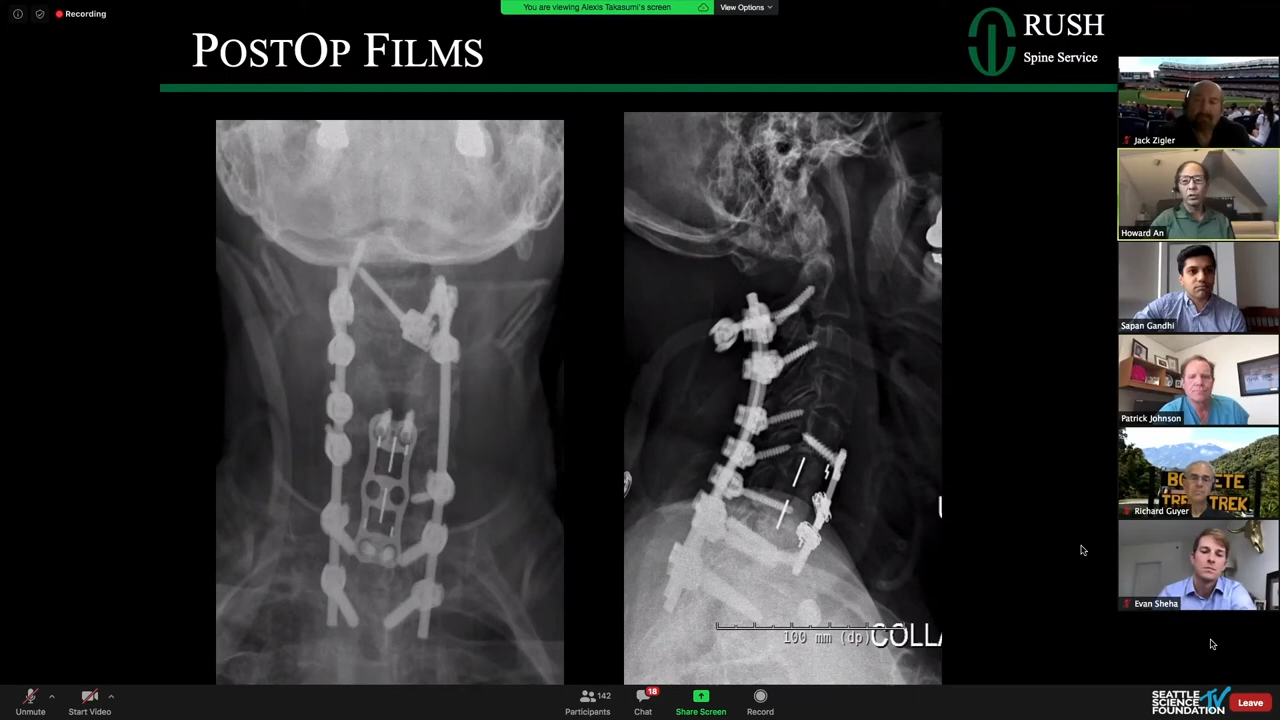 Recording
You are viewing Alexis Takasumi's screen
View Options
POSTOP FILMS
RUSH
Spine Service
Jack Zigler
Howard An
Sapan Gandhi
Patrick Johnson
Richard Guyer
Evan Sheha
100 mm (dp)
COLLA
Unmute
Start Video
142
Participants
18
Chat
Share Screen
Record
SEATTLE
SCIENCE TV
FOUNDATION
Leave